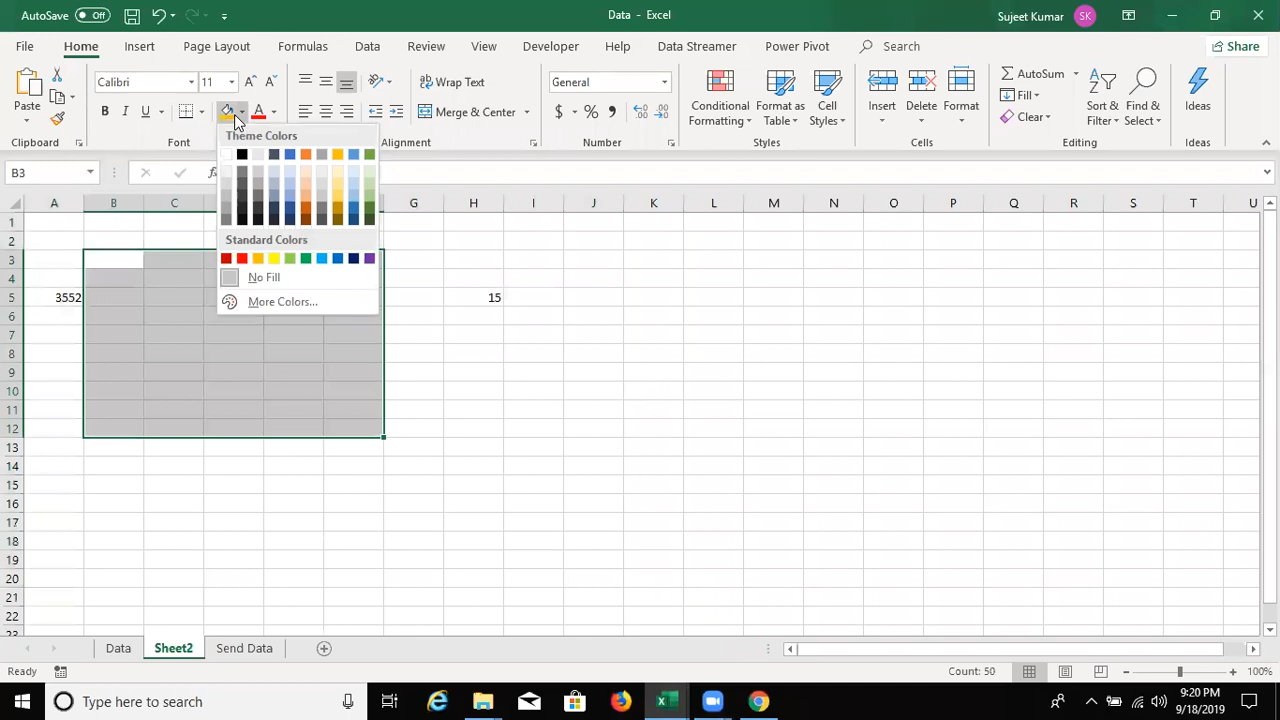 AutoSave Off
Data - Excel
Sujeet Kumar SK
File Home Insert Page Layout Formulas Data Review View Developer Help Data Streamer Power Pivot Search Share
Paste
Calibri 11
B I U A
Wrap Text
Merge & Center
General
$ % ,
Conditional Formatting
Format as Table
Cell Styles
Insert
Delete
Format
AutoSum
Fill
Clear
Sort & Filter
Find & Select
Ideas
Clipboard Font Alignment Number Styles Cells Editing Ideas
Theme Colors
Standard Colors
No Fill
More Colors...
B3
A B C G H I J K L M N O P Q R S T U
1
2
3
4
5 3552 15
6
7
8
9
10
11
12
13
14
15
16
17
18
19
20
21
22
23
Data Sheet2 Send Data
Ready Count: 50 100%
Type here to search
9:20 PM
9/18/2019